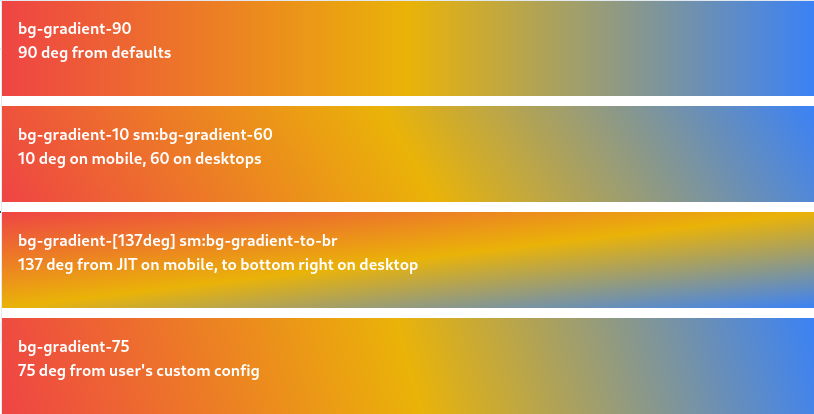 bg-gradient-90
90 deg from defaults
bg-gradient-10 sm:bg-gradient-60
10 deg on mobile, 60 on desktops
bg-gradient-[137deg] sm:bg-gradient-to-br
137 deg from JIT on mobile, to bottom right on desktop
bg-gradient-75
75 deg from user's custom config